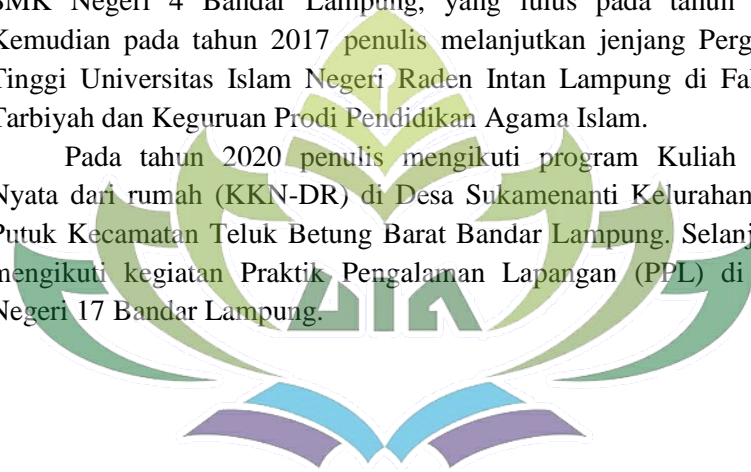 SMK Negeri 4 Bandar Lampung, yang lulus pada tahun
Kemudian pada tahun 2017 penulis melanjutkan jenjang Perg
Tinggi Universitas Islam Negeri Raden Intan Lampung di Fa
Tarbiyah dan Keguruan Prodi Pendidikan Agama Islam.
Pada tahun 2020 penulis mengikuti program Kuliah
Nyata dari rumah (KKN-DR) di Desa Sukamenanti Kelurahan
Putuk Kecamatan Teluk Betung Barat Bandar Lampung. Selanj
mengikuti kegiatan Praktik Pengalaman Lapangan (PPL) di
Negeri 17 Bandar Lampung.